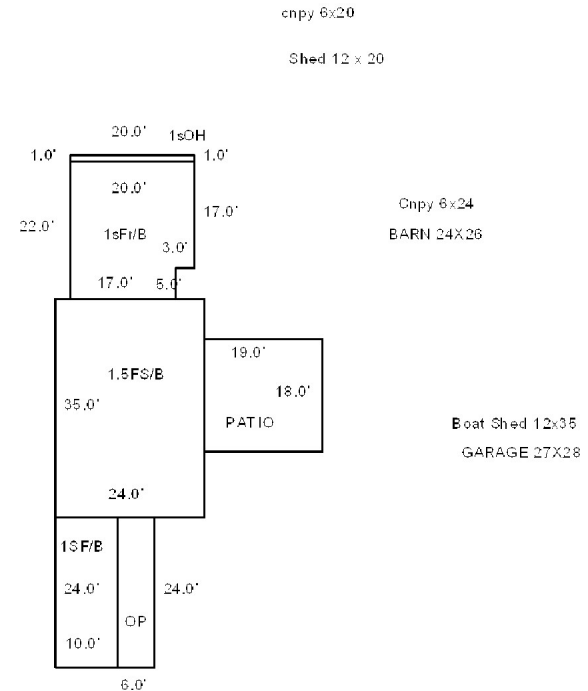 cnpy 6x20
Shed 12 x 20
20.0'
1sOH
1.0'
1.0'
20.0'
22.0'
17.0'
1sFr/B
3.0'
17.0'
5.0'
Cnpy 6x24
BARN 24X26
19.0'
1.5FS/B
18.0'
35.0'
PATIO
Boat Shed 12x35
GARAGE 27X28
24.0'
1SF/B
24.0'
24.0'
OP
10.0'
6.0'